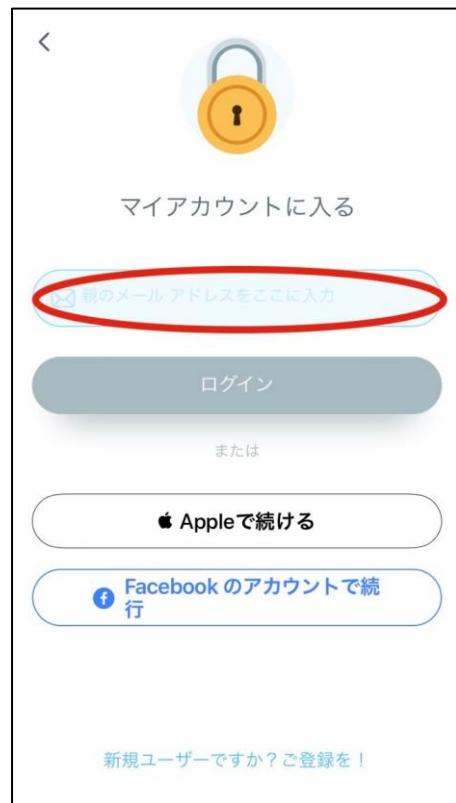 マイアカウントに入る
親のメール アドレスをここに入力
ログイン
または
Appleで続ける
Facebook のアカウントで続
行
新規ユーザーですか？ご登録を！